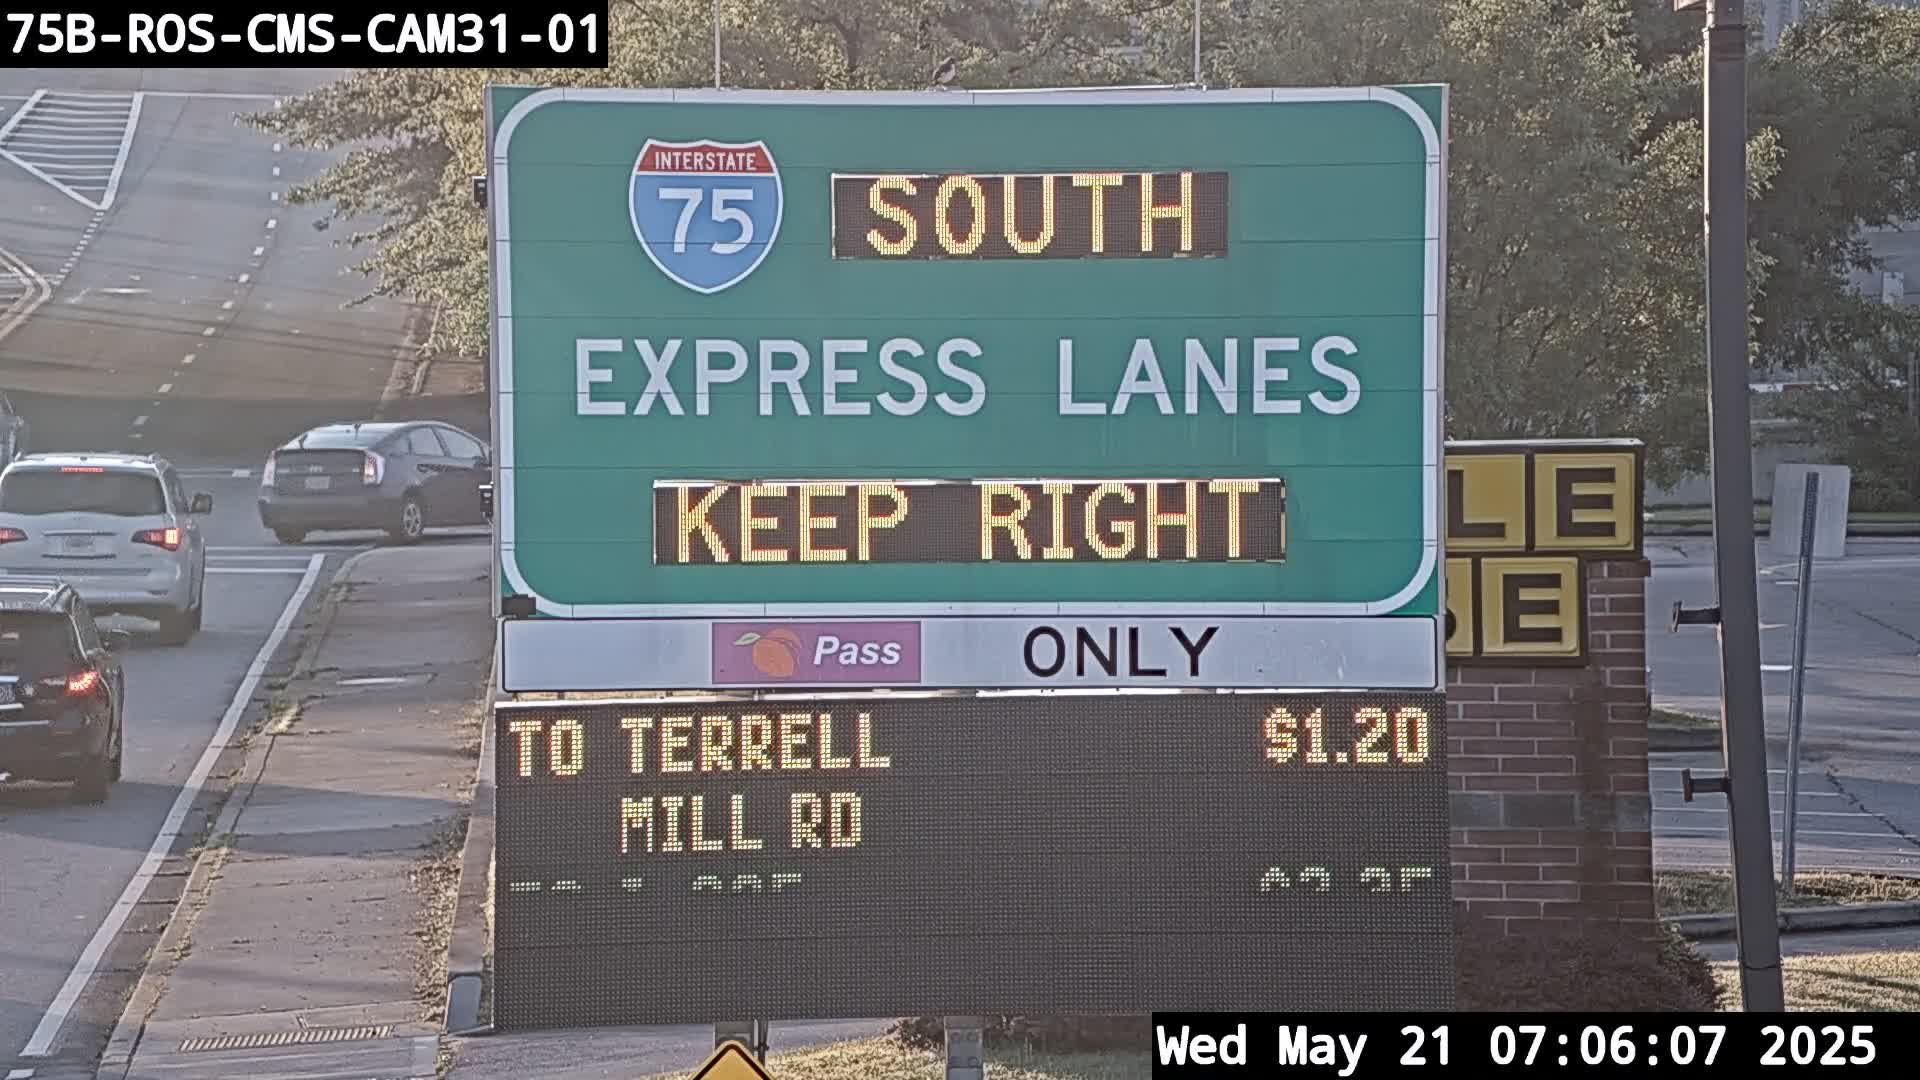 75B-ROS-CMS-CAM31-01
INTERSTATE
75
SOUTH
EXPRESS LANES
KEEP RIGHT
Pass ONLY
TO TERRELL $1.20
MILL RD
LE
E
Wed May 21 07:06:07 2025